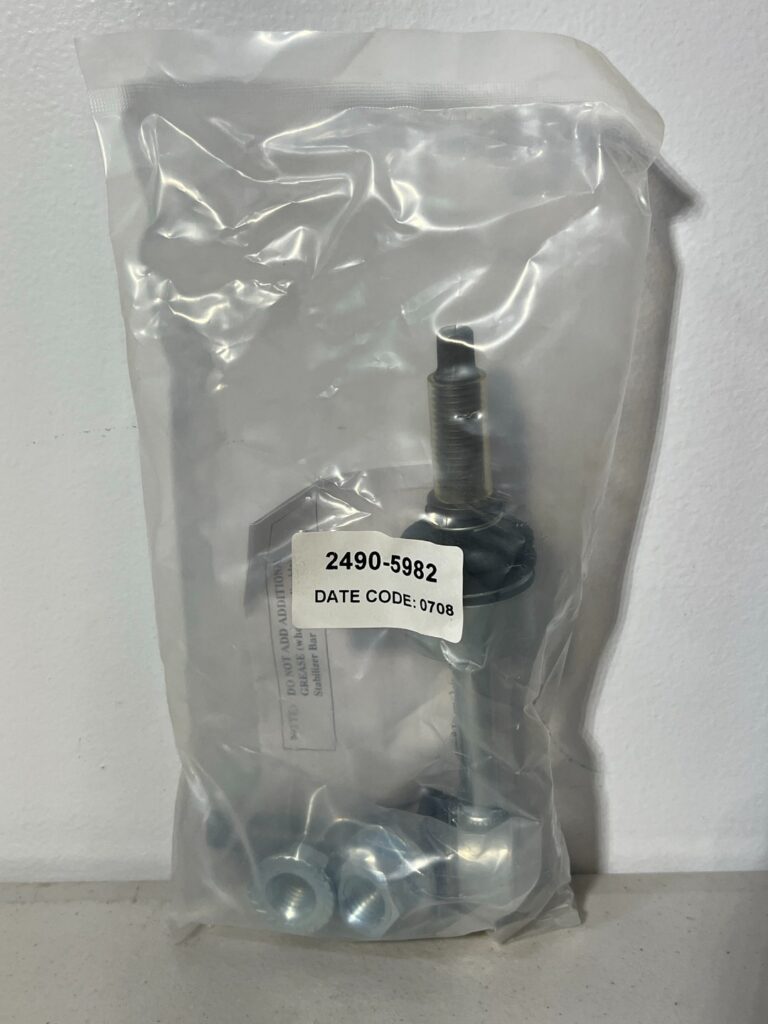 2490-5982
DATE CODE: 0708
DO NOT ADD ADDITION
GREASE (wh
Stabilizer Bar